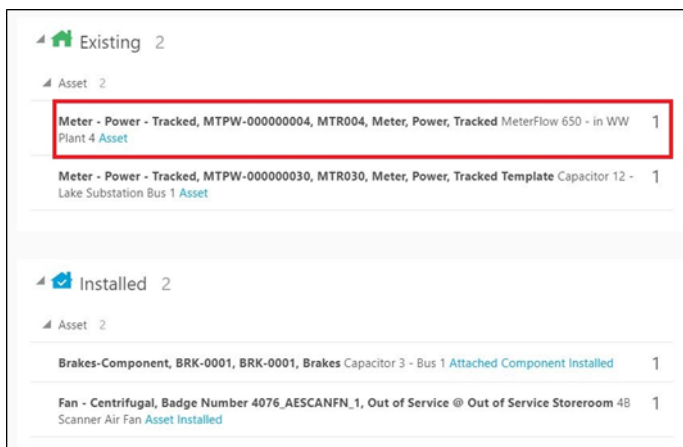 Existing 2
Asset 2
Meter - Power - Tracked, MTPW-000000004, MTR004, Meter, Power, Tracked MeterFlow 650 - in WW 1
Plant 4 Asset
Meter - Power - Tracked, MTPW-000000030, MTR030, Meter, Power, Tracked Template Capacitor 12 - 1
Lake Substation Bus 1 Asset
Installed 2
Asset 2
Brakes-Component, BRK-0001, BRK-0001, Brakes Capacitor 3 - Bus 1 Attached Component Installed 1
Fan - Centrifugal, Badge Number 4076_AESCANFN_1, Out of Service @ Out of Service Storeroom 4B 1
Scanner Air Fan Asset Installed